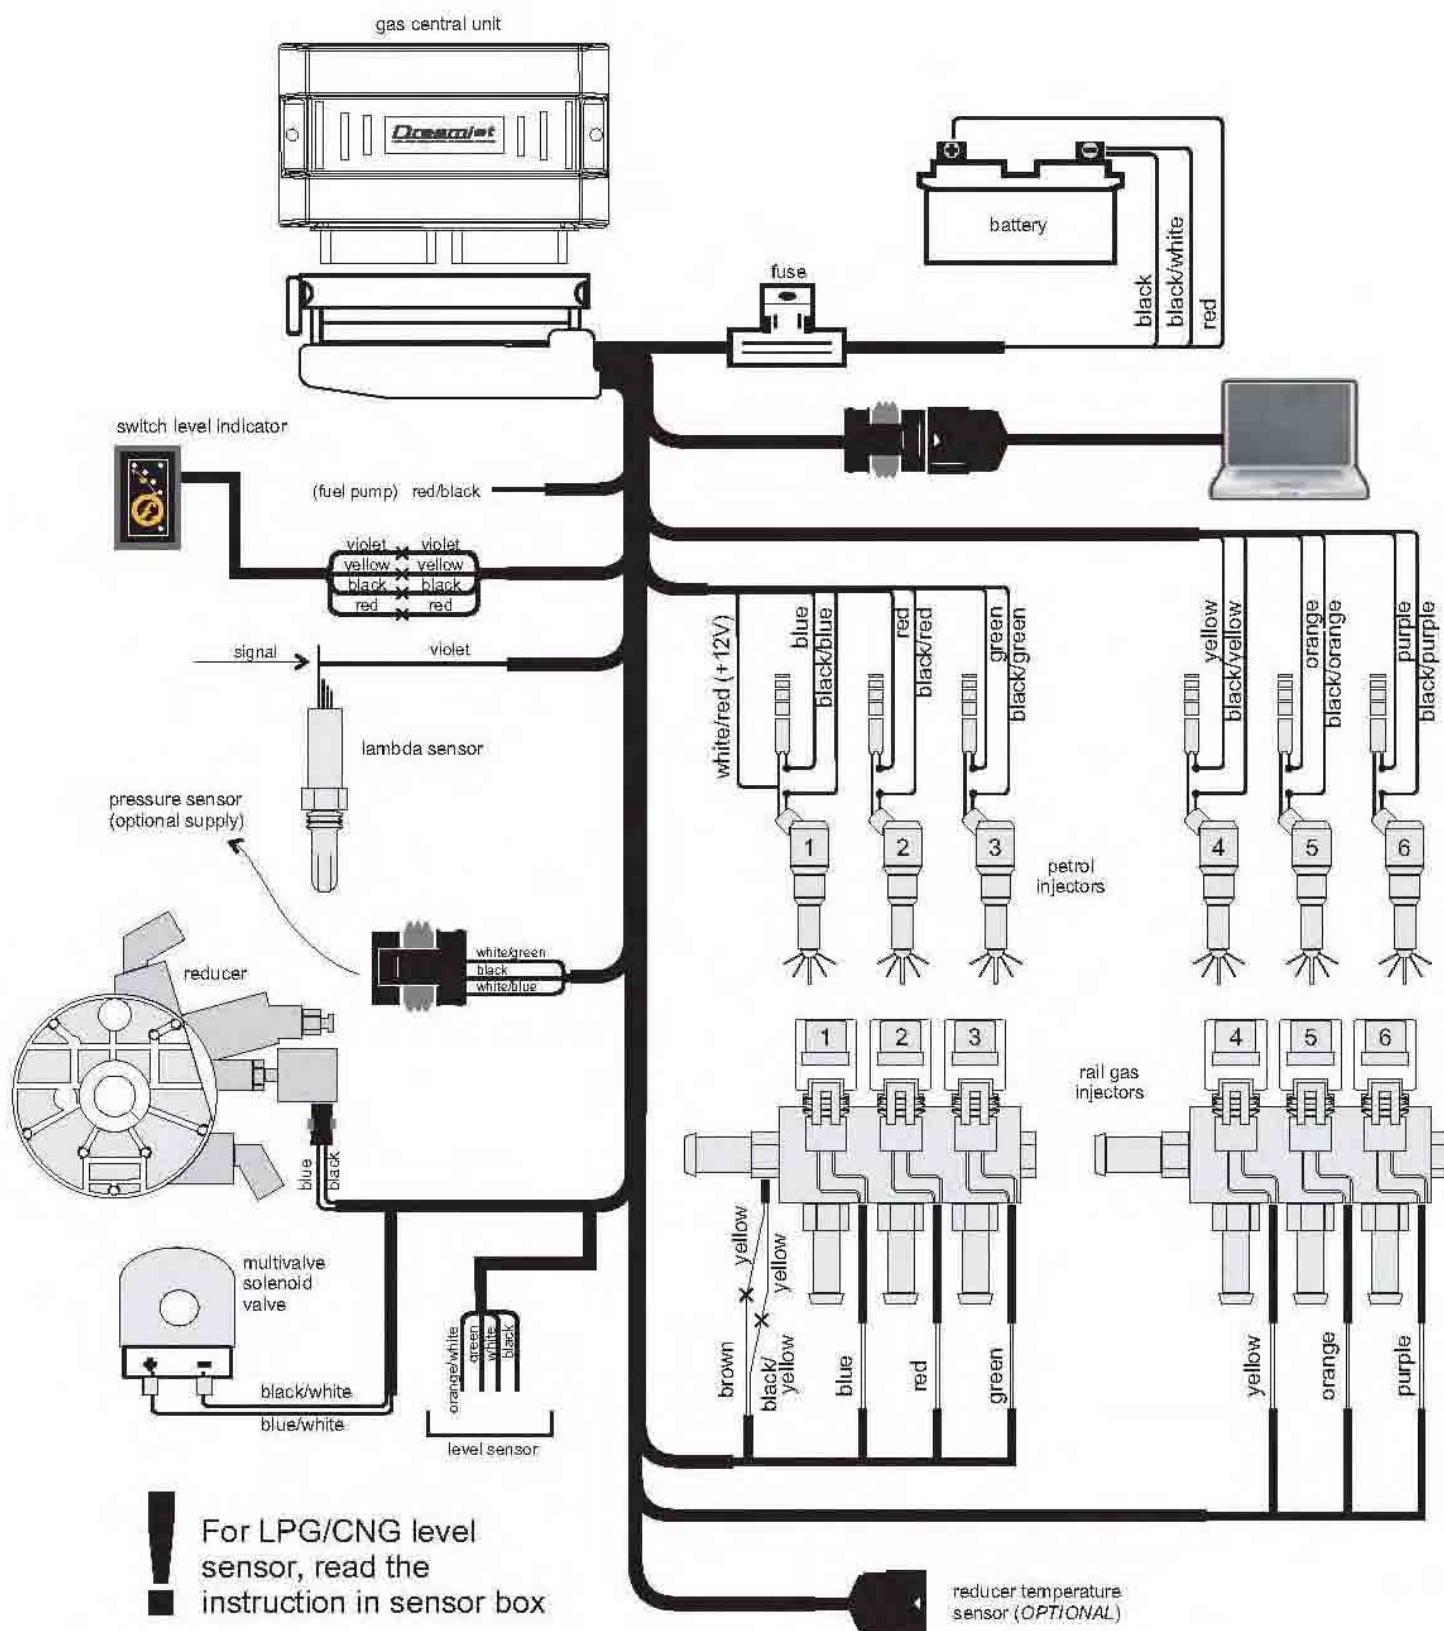 gas central unit
Dreamjet
battery
black
black/white
red
fuse
switch level indicator
(fuel pump) red/black
violet violet
yellow yellow
black black
red red
signal
violet
lambda sensor
white/red (+12V)
blue
black/blue
red
black/red
green
black/green
yellow
black/yellow
orange
black/orange
purple
black/purple
1
2
3
4
5
6
petrol
injectors
pressure sensor
(optional supply)
white/green
black
white/blue
reducer
1
2
3
4
5
6
rail gas
injectors
blue
black
multivalve
solenoid
valve
black/white
blue/white
orange/white
green
white
black
level sensor
yellow
yellow
brown
black/
yellow
blue
red
green
yellow
orange
purple
For LPG/CNG level
sensor, read the
instruction in sensor box
reducer temperature
sensor (OPTIONAL)